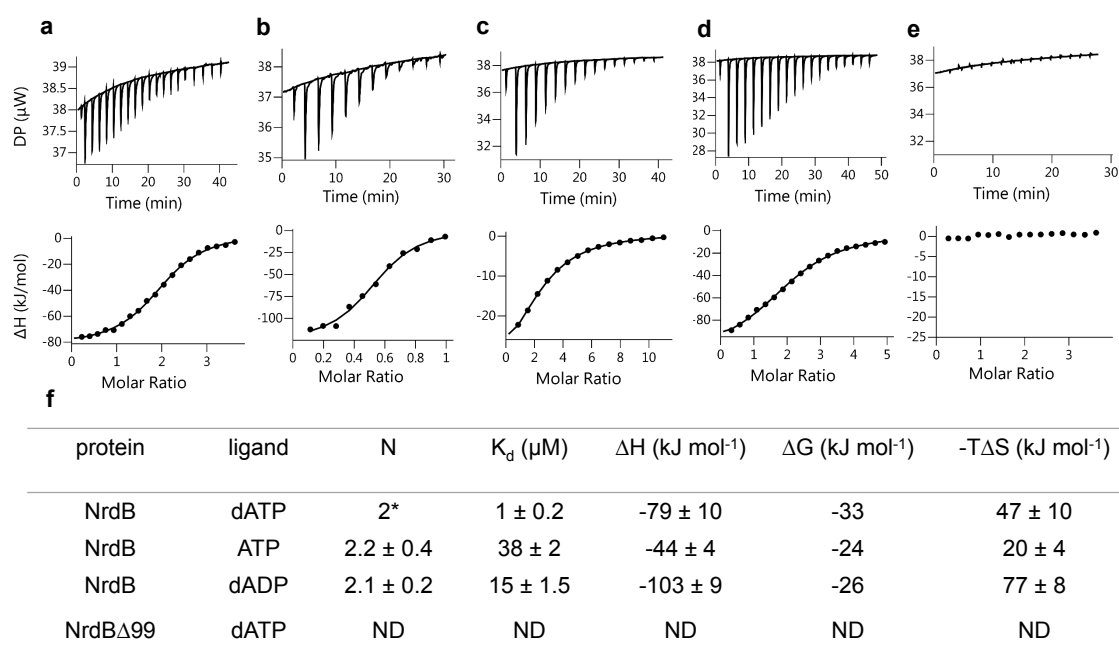 a
b
c
d
e
39
38.5
38
37.5
37
DP (µW)
0 10 20 30 40
Time (min)
38
37
36
35
0 10 20 30
Time (min)
38
36
34
32
0 10 20 30 40
Time (min)
38
36
34
32
30
28
0 10 20 30 40 50
Time (min)
38
36
34
32
0 10 20 30
Time (min)
0
-20
-40
-60
-80
ΔH (kJ/mol)
0 1 2 3
Molar Ratio
0
-25
-50
-75
-100
0 0.2 0.4 0.6 0.8 1
Molar Ratio
0
-10
-20
0 2 4 6 8 10
Molar Ratio
0
-20
-40
-60
-80
0 1 2 3 4 5
Molar Ratio
0
-5
-10
-15
-20
-25
0 1 2 3
Molar Ratio
f
protein ligand N Kd (µM) ΔH (kJ mol-1) ΔG (kJ mol-1) -TΔS (kJ mol-1)
NrdB dATP 2* 1 ± 0.2 -79 ± 10 -33 47 ± 10
NrdB ATP 2.2 ± 0.4 38 ± 2 -44 ± 4 -24 20 ± 4
NrdB dADP 2.1 ± 0.2 15 ± 1.5 -103 ± 9 -26 77 ± 8
NrdBΔ99 dATP ND ND ND ND ND